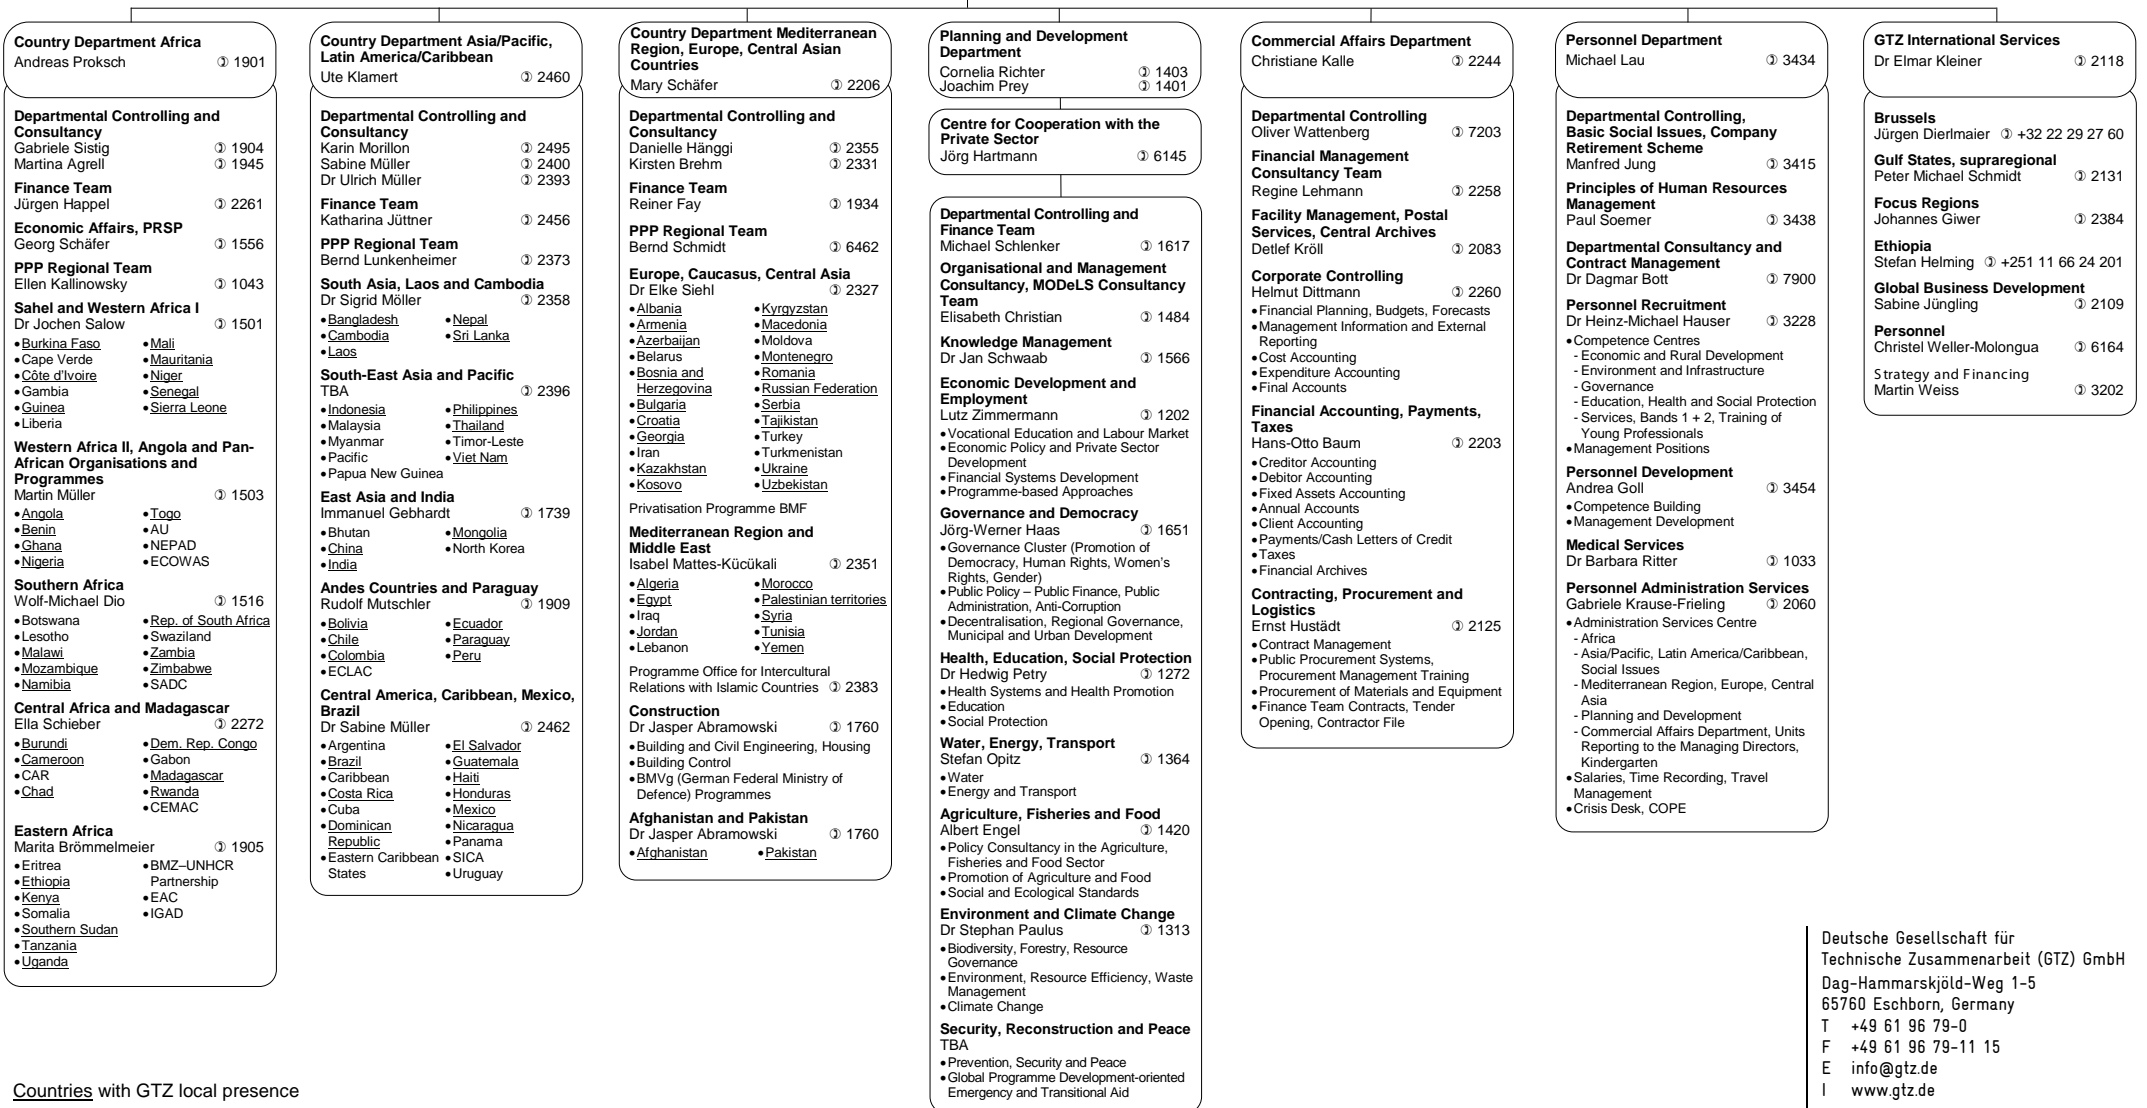 Country Department Africa
Andreas Proksch ✆ 1901
Departmental Controlling and
Consultancy
Gabriele Sistig ✆ 1904
Martina Agrell ✆ 1945
Finance Team
Jürgen Happel ✆ 2261
Economic Affairs, PRSP
Georg Schäfer ✆ 1556
PPP Regional Team
Ellen Kallinowsky ✆ 1043
Sahel and Western Africa I
Dr Jochen Salow ✆ 1501
• Burkina Faso
• Cape Verde
• Côte d'Ivoire
• Gambia
• Guinea
• Liberia
• Mali
• Mauritania
• Niger
• Senegal
• Sierra Leone
Western Africa II, Angola and Pan-
African Organisations and
Programmes
Martin Müller ✆ 1503
• Angola
• Benin
• Ghana
• Nigeria
• Togo
• AU
• NEPAD
• ECOWAS
Southern Africa
Wolf-Michael Dio ✆ 1516
• Botswana
• Lesotho
• Malawi
• Mozambique
• Namibia
• Rep. of South Africa
• Swaziland
• Zambia
• Zimbabwe
• SADC
Central Africa and Madagascar
Ella Schieber ✆ 2272
• Burundi
• Cameroon
• CAR
• Chad
• Dem. Rep. Congo
• Gabon
• Madagascar
• Rwanda
• CEMAC
Eastern Africa
Marita Brömmelmeier ✆ 1905
• Eritrea
• Ethiopia
• Kenya
• Somalia
• Southern Sudan
• Tanzania
• Uganda
• BMZ–UNHCR
Partnership
• EAC
• IGAD
Country Department Asia/Pacific,
Latin America/Caribbean
Ute Klamert ✆ 2460
Departmental Controlling and
Consultancy
Karin Morillon ✆ 2495
Sabine Müller ✆ 2400
Dr Ulrich Müller ✆ 2393
Finance Team
Katharina Jüttner ✆ 2456
PPP Regional Team
Bernd Lunkenheimer ✆ 2373
South Asia, Laos and Cambodia
Dr Sigrid Möller ✆ 2358
• Bangladesh
• Cambodia
• Laos
• Nepal
• Sri Lanka
South-East Asia and Pacific
TBA ✆ 2396
• Indonesia
• Malaysia
• Myanmar
• Pacific
• Papua New Guinea
• Philippines
• Thailand
• Timor-Leste
• Viet Nam
East Asia and India
Immanuel Gebhardt ✆ 1739
• Bhutan
• China
• India
• Mongolia
• North Korea
Andes Countries and Paraguay
Rudolf Mutschler ✆ 1909
• Bolivia
• Chile
• Colombia
• ECLAC
• Ecuador
• Paraguay
• Peru
Central America, Caribbean, Mexico,
Brazil
Dr Sabine Müller ✆ 2462
• Argentina
• Brazil
• Caribbean
• Costa Rica
• Cuba
• Dominican
Republic
• Eastern Caribbean
States
• El Salvador
• Guatemala
• Haiti
• Honduras
• Mexico
• Nicaragua
• Panama
• SICA
• Uruguay
Country Department Mediterranean
Region, Europe, Central Asian
Countries
Mary Schäfer ✆ 2206
Departmental Controlling and
Consultancy
Danielle Hänggi ✆ 2355
Kirsten Brehm ✆ 2331
Finance Team
Reiner Fay ✆ 1934
PPP Regional Team
Bernd Schmidt ✆ 6462
Europe, Caucasus, Central Asia
Dr Elke Siehl ✆ 2327
• Albania
• Armenia
• Azerbaijan
• Belarus
• Bosnia and
Herzegovina
• Bulgaria
• Croatia
• Georgia
• Iran
• Kazakhstan
• Kosovo
• Kyrgyzstan
• Macedonia
• Moldova
• Montenegro
• Romania
• Russian Federation
• Serbia
• Tajikistan
• Turkey
• Turkmenistan
• Ukraine
• Uzbekistan
Privatisation Programme BMF
Mediterranean Region and
Middle East
Isabel Mattes-Kücükali ✆ 2351
• Algeria
• Egypt
• Iraq
• Jordan
• Lebanon
• Morocco
• Palestinian territories
• Syria
• Tunisia
• Yemen
Programme Office for Intercultural
Relations with Islamic Countries ✆ 2383
Construction
Dr Jasper Abramowski ✆ 1760
• Building and Civil Engineering, Housing
• Building Control
• BMVg (German Federal Ministry of
Defence) Programmes
Afghanistan and Pakistan
Dr Jasper Abramowski ✆ 1760
• Afghanistan
• Pakistan
Planning and Development
Department
Cornelia Richter ✆ 1403
Joachim Prey ✆ 1401
Centre for Cooperation with the
Private Sector
Jörg Hartmann ✆ 6145
Departmental Controlling and
Finance Team
Michael Schlenker ✆ 1617
Organisational and Management
Consultancy, MODeLS Consultancy
Team
Elisabeth Christian ✆ 1484
Knowledge Management
Dr Jan Schwaab ✆ 1566
Economic Development and
Employment
Lutz Zimmermann ✆ 1202
• Vocational Education and Labour Market
• Economic Policy and Private Sector
Development
• Financial Systems Development
• Programme-based Approaches
Governance and Democracy
Jörg-Werner Haas ✆ 1651
• Governance Cluster (Promotion of
Democracy, Human Rights, Women's
Rights, Gender)
• Public Policy – Public Finance, Public
Administration, Anti-Corruption
• Decentralisation, Regional Governance,
Municipal and Urban Development
Health, Education, Social Protection
Dr Hedwig Petry ✆ 1272
• Health Systems and Health Promotion
• Education
• Social Protection
Water, Energy, Transport
Stefan Opitz ✆ 1364
• Water
• Energy and Transport
Agriculture, Fisheries and Food
Albert Engel ✆ 1420
• Policy Consultancy in the Agriculture,
Fisheries and Food Sector
• Promotion of Agriculture and Food
• Social and Ecological Standards
Environment and Climate Change
Dr Stephan Paulus ✆ 1313
• Biodiversity, Forestry, Resource
Governance
• Environment, Resource Efficiency, Waste
Management
• Climate Change
Security, Reconstruction and Peace
TBA
• Prevention, Security and Peace
• Global Programme Development-oriented
Emergency and Transitional Aid
Commercial Affairs Department
Christiane Kalle ✆ 2244
Departmental Controlling
Oliver Wattenberg ✆ 7203
Financial Management
Consultancy Team
Regine Lehmann ✆ 2258
Facility Management, Postal
Services, Central Archives
Detlef Kröll ✆ 2083
Corporate Controlling
Helmut Dittmann ✆ 2260
• Financial Planning, Budgets, Forecasts
• Management Information and External
Reporting
• Cost Accounting
• Expenditure Accounting
• Final Accounts
Financial Accounting, Payments,
Taxes
Hans-Otto Baum ✆ 2203
• Creditor Accounting
• Debitor Accounting
• Fixed Assets Accounting
• Annual Accounts
• Client Accounting
• Payments/Cash Letters of Credit
• Taxes
• Financial Archives
Contracting, Procurement and
Logistics
Ernst Hustädt ✆ 2125
• Contract Management
• Public Procurement Systems,
Procurement Management Training
• Procurement of Materials and Equipment
• Finance Team Contracts, Tender
Opening, Contractor File
Personnel Department
Michael Lau ✆ 3434
Departmental Controlling,
Basic Social Issues, Company
Retirement Scheme
Manfred Jung ✆ 3415
Principles of Human Resources
Management
Paul Soemer ✆ 3438
Departmental Consultancy and
Contract Management
Dr Dagmar Bott ✆ 7900
Personnel Recruitment
Dr Heinz-Michael Hauser ✆ 3228
• Competence Centres
- Economic and Rural Development
- Environment and Infrastructure
- Governance
- Education, Health and Social Protection
- Services, Bands 1 + 2, Training of
Young Professionals
• Management Positions
Personnel Development
Andrea Goll ✆ 3454
• Competence Building
• Management Development
Medical Services
Dr Barbara Ritter ✆ 1033
Personnel Administration Services
Gabriele Krause-Frieling ✆ 2060
• Administration Services Centre
- Africa
- Asia/Pacific, Latin America/Caribbean,
Social Issues
- Mediterranean Region, Europe, Central
Asia
- Planning and Development
- Commercial Affairs Department, Units
Reporting to the Managing Directors,
Kindergarten
• Salaries, Time Recording, Travel
Management
• Crisis Desk, COPE
GTZ International Services
Dr Elmar Kleiner ✆ 2118
Brussels
Jürgen Dierlmaier ✆ +32 22 29 27 60
Gulf States, supraregional
Peter Michael Schmidt ✆ 2131
Focus Regions
Johannes Giwer ✆ 2384
Ethiopia
Stefan Helming ✆ +251 11 66 24 201
Global Business Development
Sabine Jüngling ✆ 2109
Personnel
Christel Weller-Molongua ✆ 6164
Strategy and Financing
Martin Weiss ✆ 3202
Countries with GTZ local presence
Deutsche Gesellschaft für
Technische Zusammenarbeit (GTZ) GmbH
Dag-Hammarskjöld-Weg 1-5
65760 Eschborn, Germany
T +49 61 96 79-0
F +49 61 96 79-11 15
E info@gtz.de
I www.gtz.de